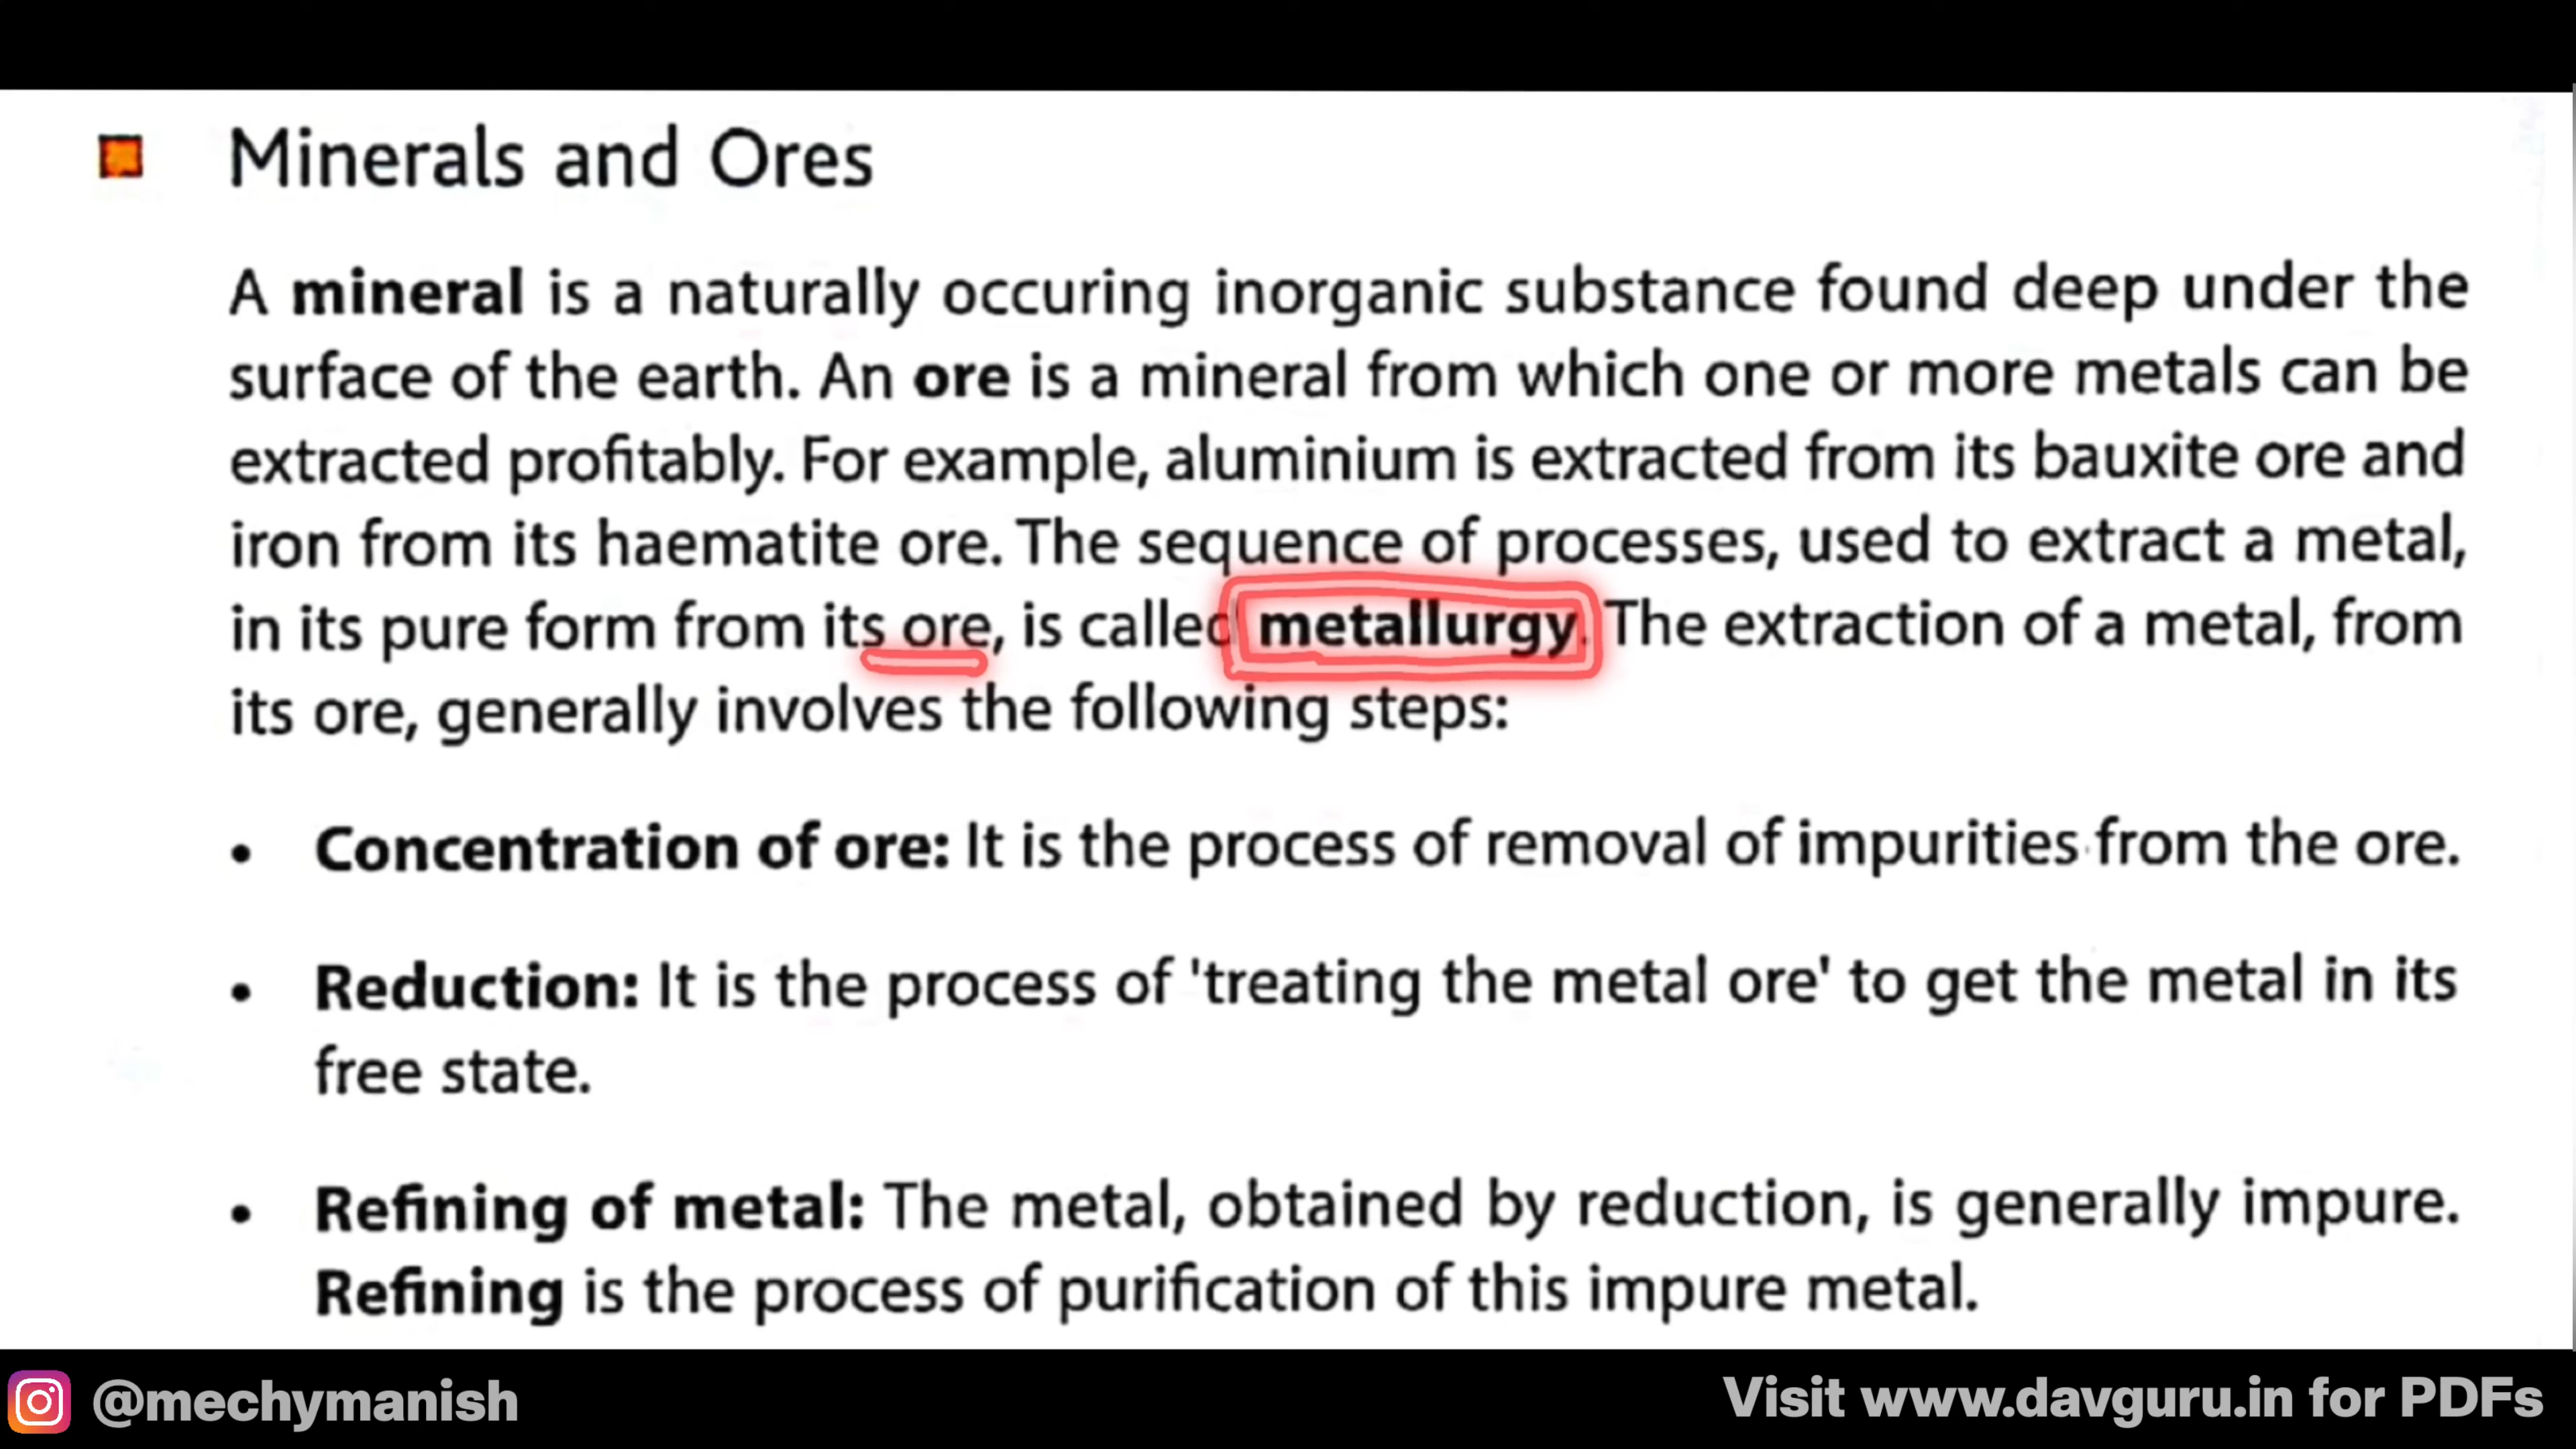 Minerals and Ores
A mineral is a naturally occuring inorganic substance found deep under the
surface of the earth. An ore is a mineral from which one or more metals can be
extracted profitably. For example, aluminium is extracted from its bauxite ore and
iron from its haematite ore. The sequence of processes, used to extract a metal,
in its pure form from its ore, is called metallurgy. The extraction of a metal, from
its ore, generally involves the following steps:
• Concentration of ore: It is the process of removal of impurities from the ore.
• Reduction: It is the process of 'treating the metal ore' to get the metal in its
free state.
• Refining of metal: The metal, obtained by reduction, is generally impure.
Refining is the process of purification of this impure metal.
@mechymanish
Visit www.davguru.in for PDFs